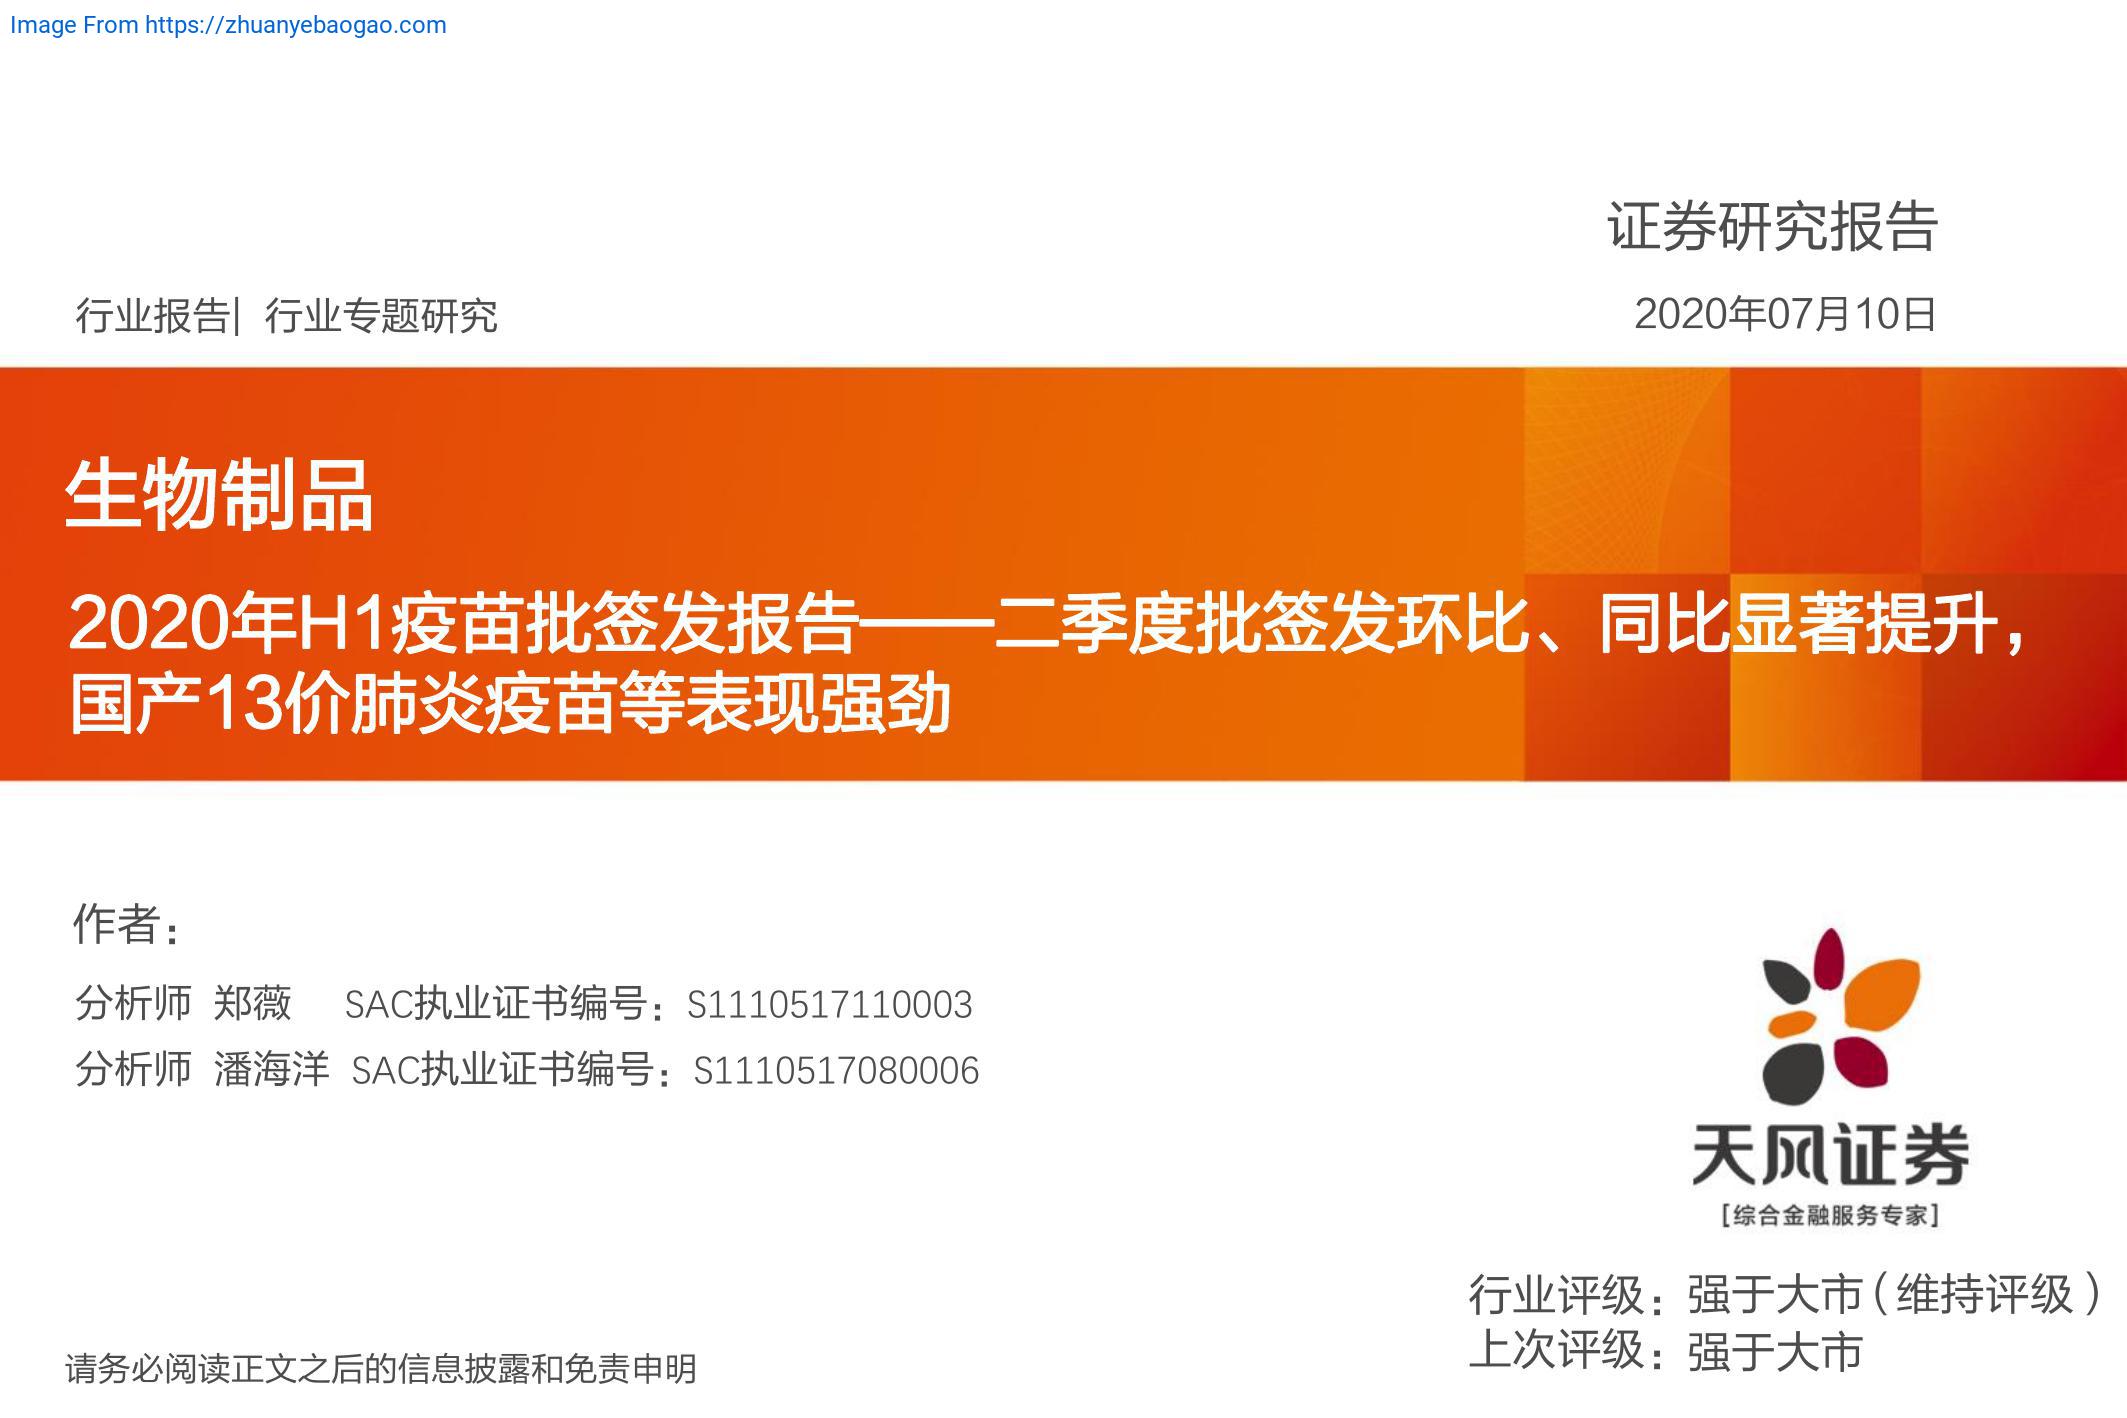 Image From https://zhuanyebaogao.com
证券研究报告
行业报告| 行业专题研究
2020年07月10日
生物制品
2020年H1疫苗批签发报告——二季度批签发环比、同比显著提升，
国产13价肺炎疫苗等表现强劲
作者：
分析师 郑薇 SAC执业证书编号：S1110517110003
分析师 潘海洋 SAC执业证书编号：S1110517080006
天风证券
[综合金融服务专家]
行业评级：强于大市（维持评级）
上次评级：强于大市
请务必阅读正文之后的信息披露和免责申明